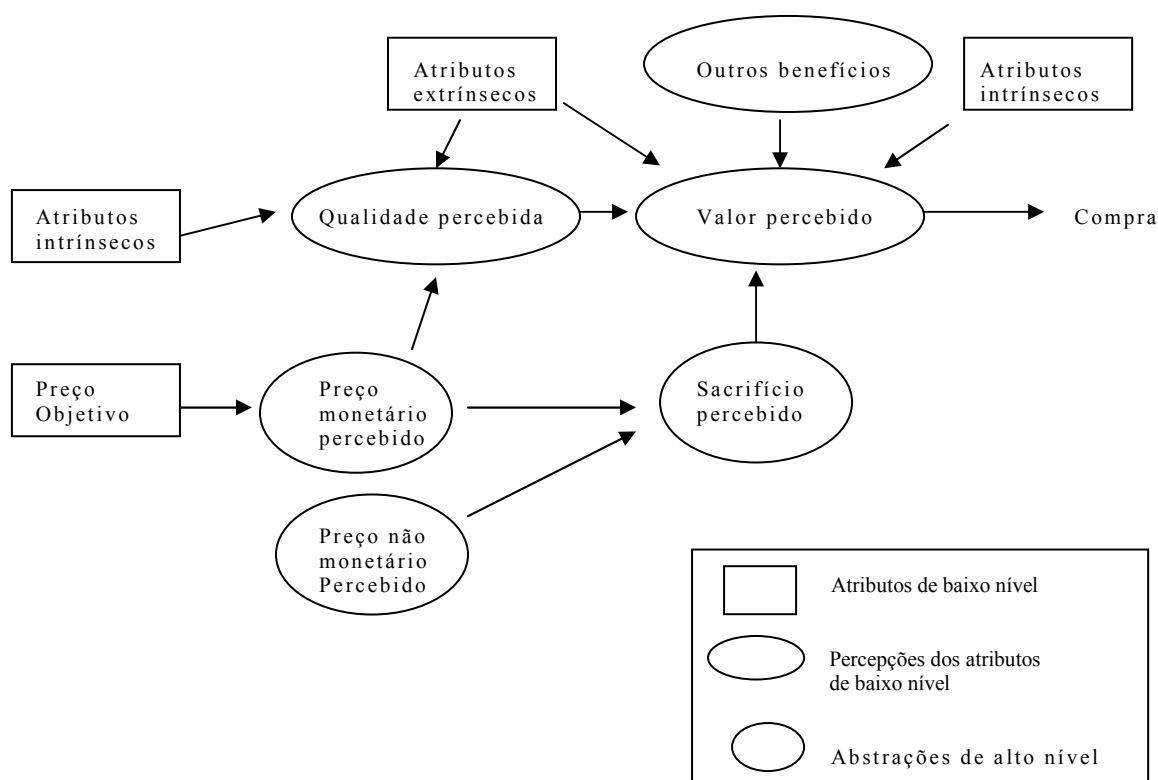 Atributos
extrínsecos
Outros benefícios
Atributos
intrínsecos
Atributos
intrínsecos
Qualidade percebida
Valor percebido
Compra
Preço
Objetivo
Preço
monetário
percebido
Sacrifício
percebido
Preço não
monetário
Percebido
Atributos de baixo nível
Percepções dos atributos
de baixo nível
Abstrações de alto nível